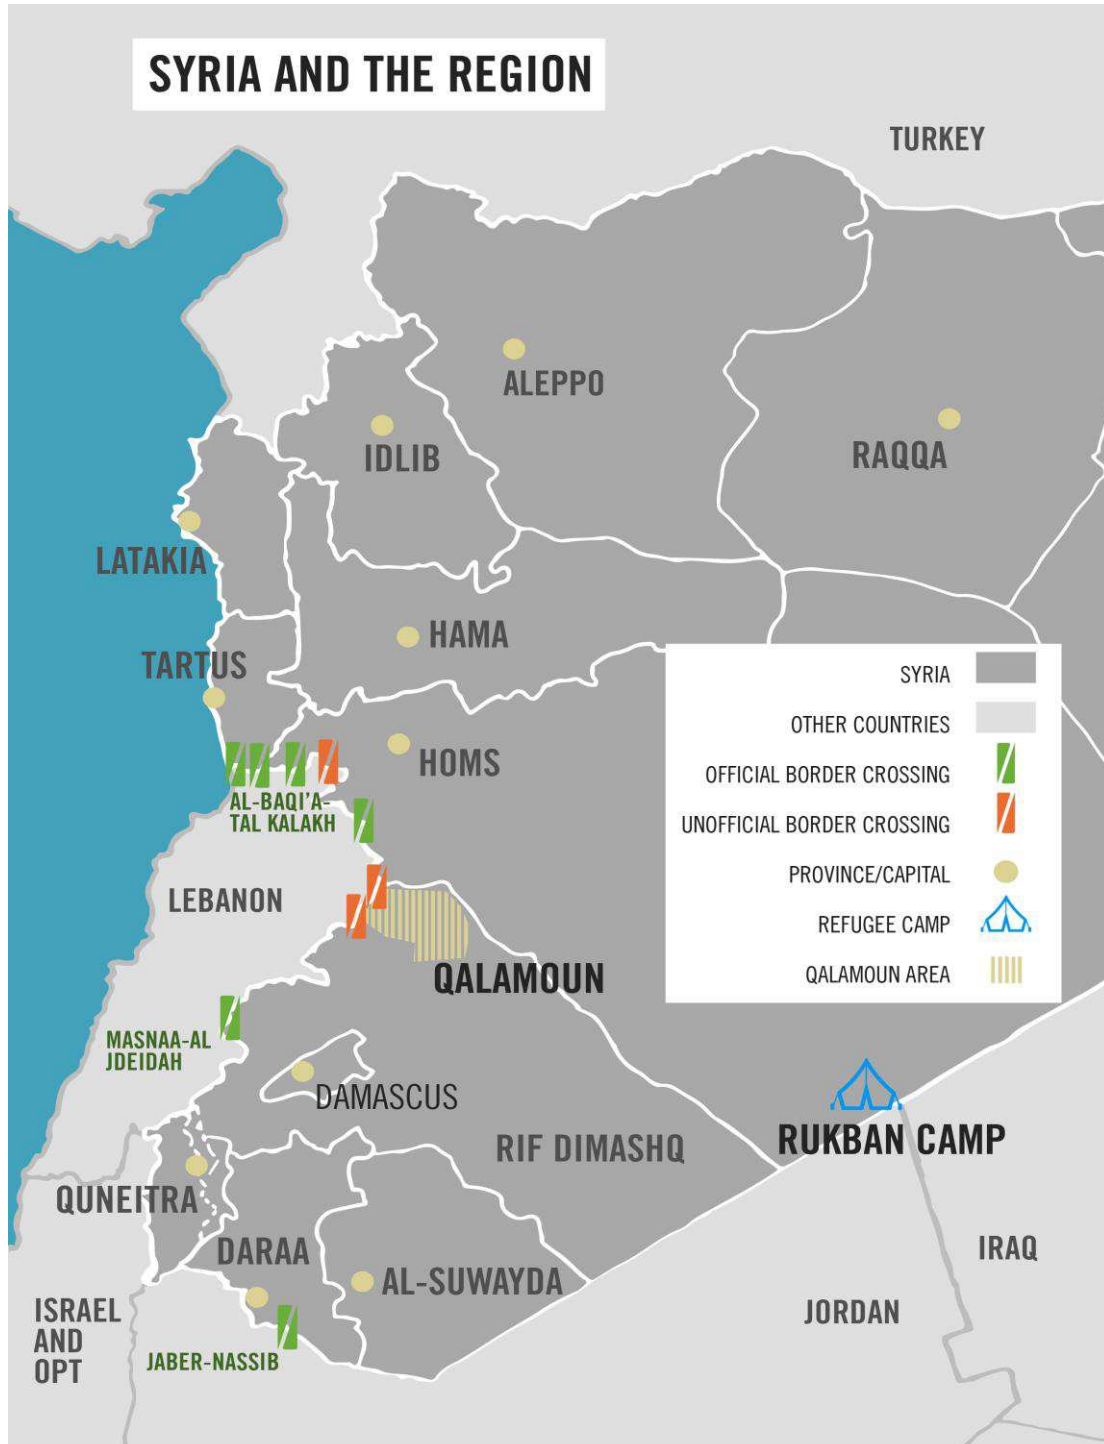 SYRIA AND THE REGION
TURKEY
ALEPPO
IDLIB
RAQQA
LATAKIA
HAMA
TARTUS
HOMS
SYRIA
OTHER COUNTRIES
OFFICIAL BORDER CROSSING
UNOFFICIAL BORDER CROSSING
PROVINCE/CAPITAL
REFUGEE CAMP
QALAMOUN AREA
AL-BAQI’A-
TAL KALAKH
LEBANON
QALAMOUN
MASNAA-AL
JDEIDAH
DAMASCUS
RIF DIMASHQ
RUKBAN CAMP
QUNEITRA
DARAA
AL-SUWAYDA
IRAQ
JORDAN
ISRAEL
AND
OPT
JABER-NASSIB